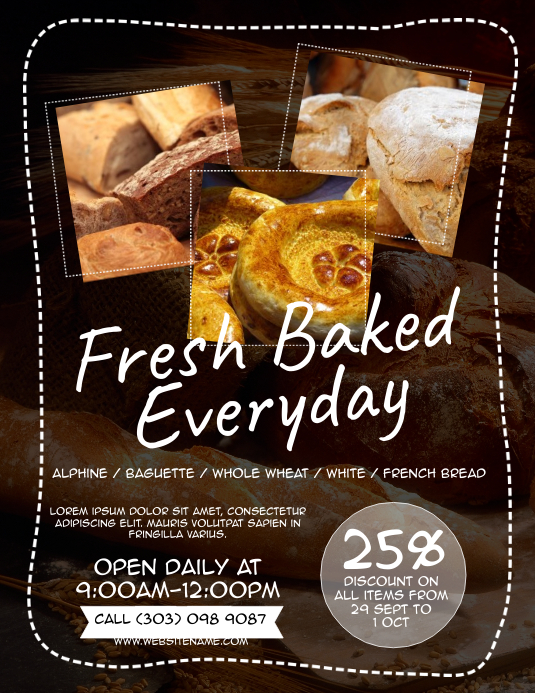 Fresh Baked
Everyday
ALPHINE / BAGUETTE / WHOLE WHEAT / WHITE / FRENCH BREAD
LOREM IPSUM DOLOR SIT AMET, CONSECTETUR
ADIPISCING ELIT. MAURIS VOLUTPAT SAPIEN IN
FRINGILLA VARIUS.
OPEN DAILY AT
9:00AM-12:00PM
CALL (303) 098 9087
WWW.WEBSITENAME.COM
25%
DISCOUNT ON
ALL ITEMS FROM
29 SEPT TO
1 OCT